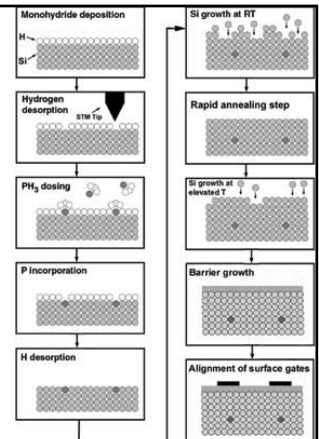 Monohydride deposition
H
Si
Hydrogen
desorption
STM Tip
PH₃ dosing
P incorporation
H desorption
Si growth at RT
Rapid annealing step
Si growth at
elevated T
Barrier growth
Alignment of surface gates